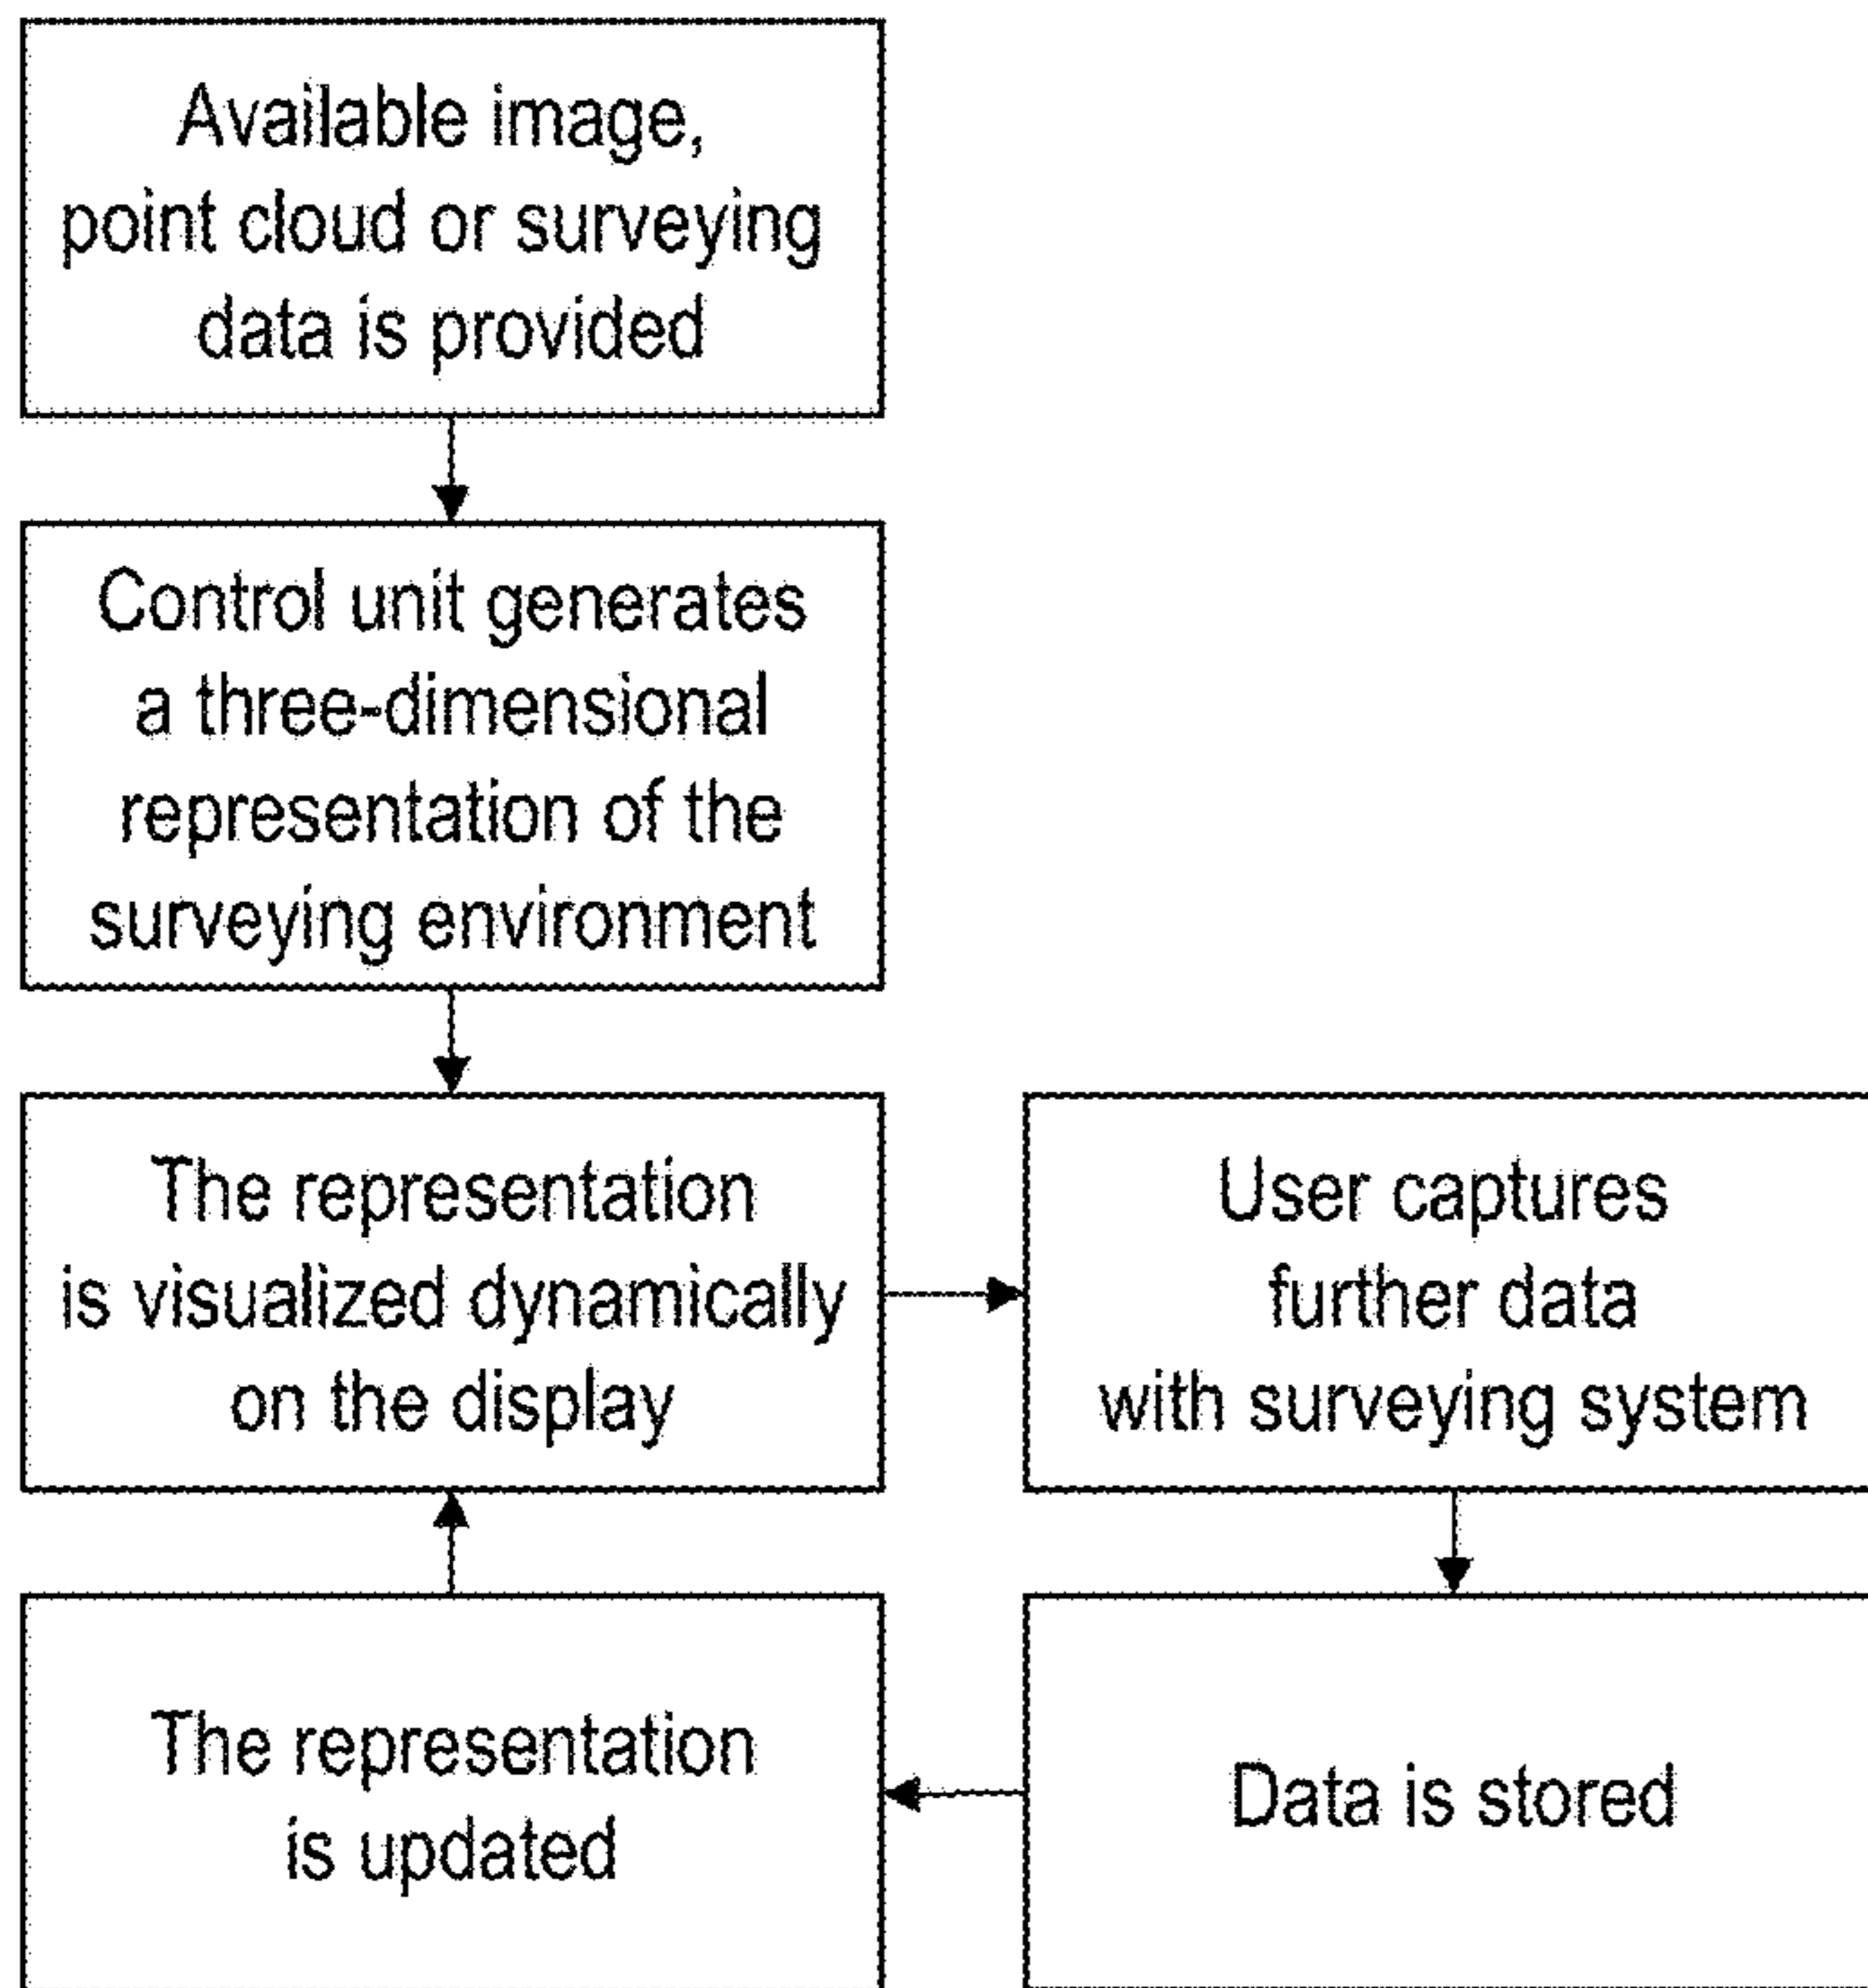 Available image,
point cloud or surveying
data is provided
Control unit generates
a three-dimensional
representation of the
surveying environment
The representation
is visualized dynamically
on the display
User captures
further data
with surveying system
Data is stored
The representation
is updated